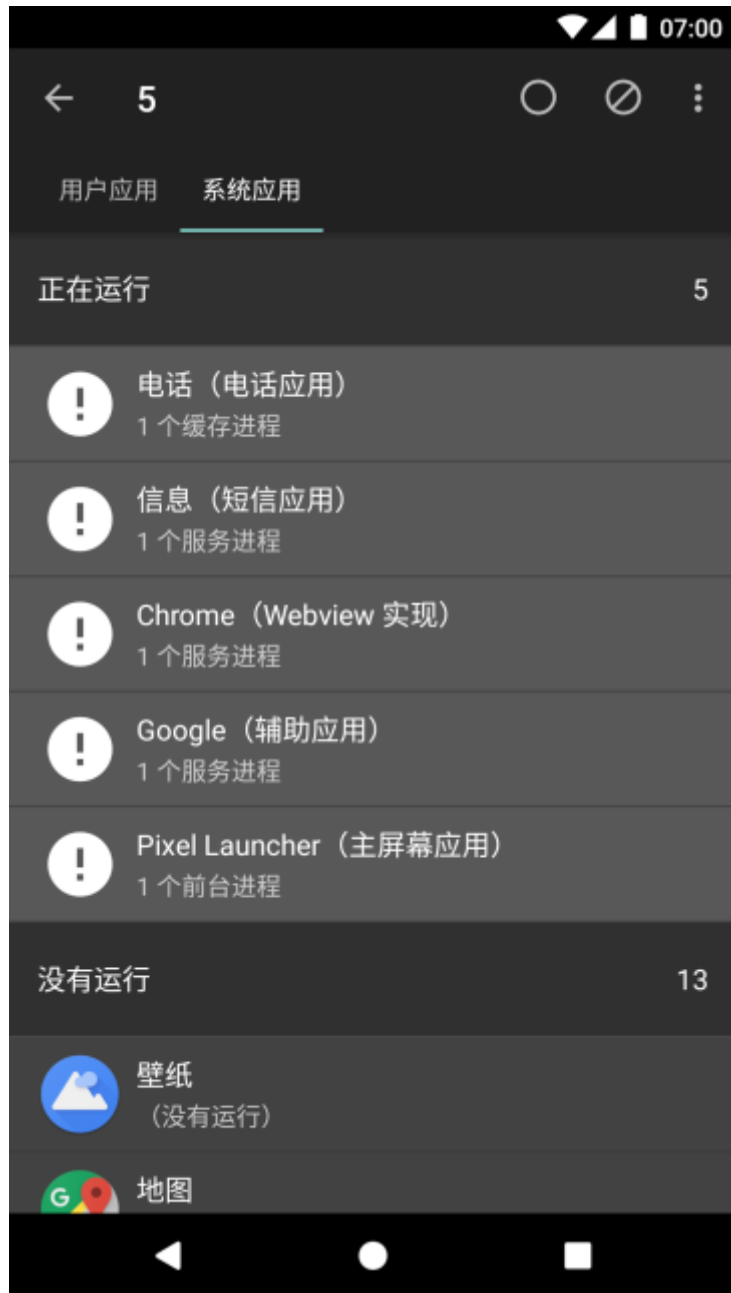 07:00
5
用户应用 系统应用
正在运行 5
电话（电话应用）
1 个缓存进程
信息（短信应用）
1 个服务进程
Chrome（Webview 实现）
1 个服务进程
Google（辅助应用）
1 个服务进程
Pixel Launcher（主屏幕应用）
1 个前台进程
没有运行 13
壁纸
（没有运行）
G
地图